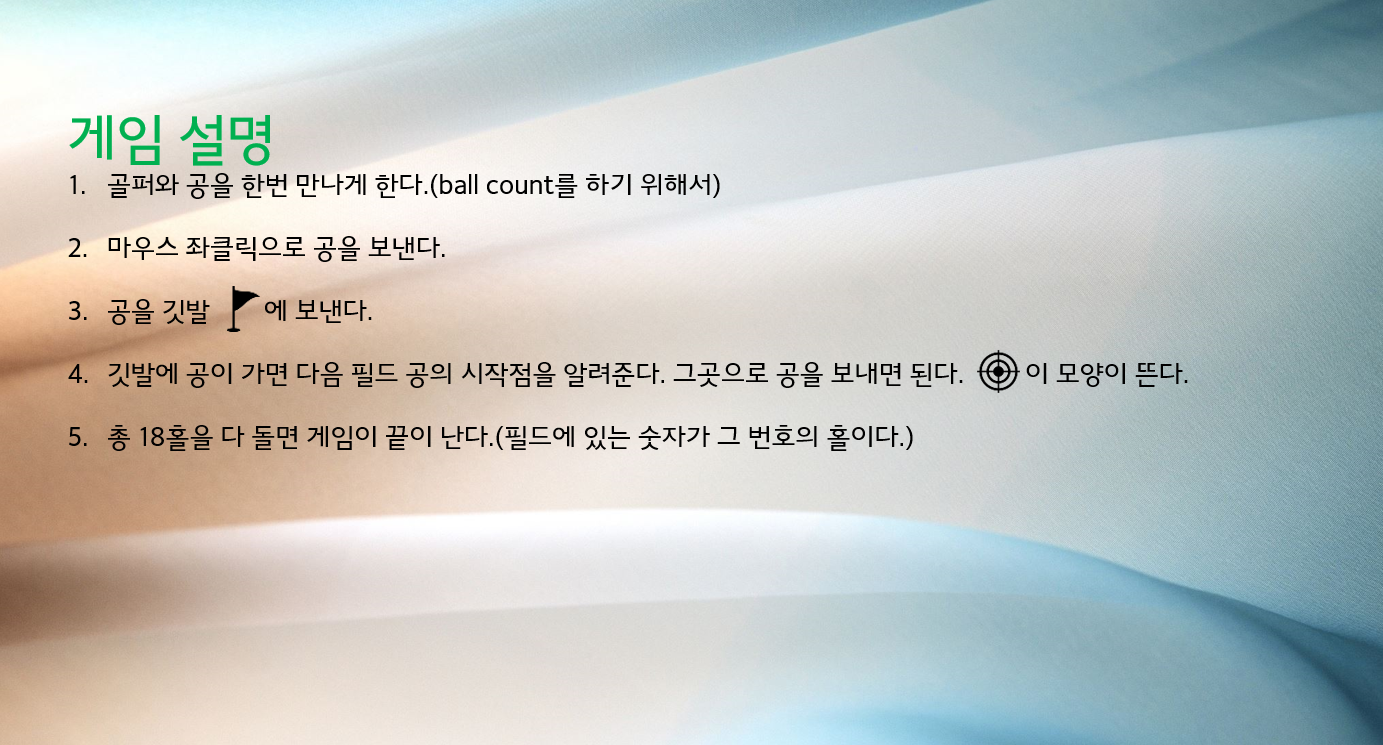 게임 설명
1. 골퍼와 공을 한번 만나게 한다.(ball count를 하기 위해서)
2. 마우스 좌클릭으로 공을 보낸다.
3. 공을 깃발 에 보낸다.
4. 깃발에 공이 가면 다음 필드 공의 시작점을 알려준다. 그곳으로 공을 보내면 된다. 이 모양이 뜬다.
5. 총 18홀을 다 돌면 게임이 끝이 난다.(필드에 있는 숫자가 그 번호의 홀이다.)